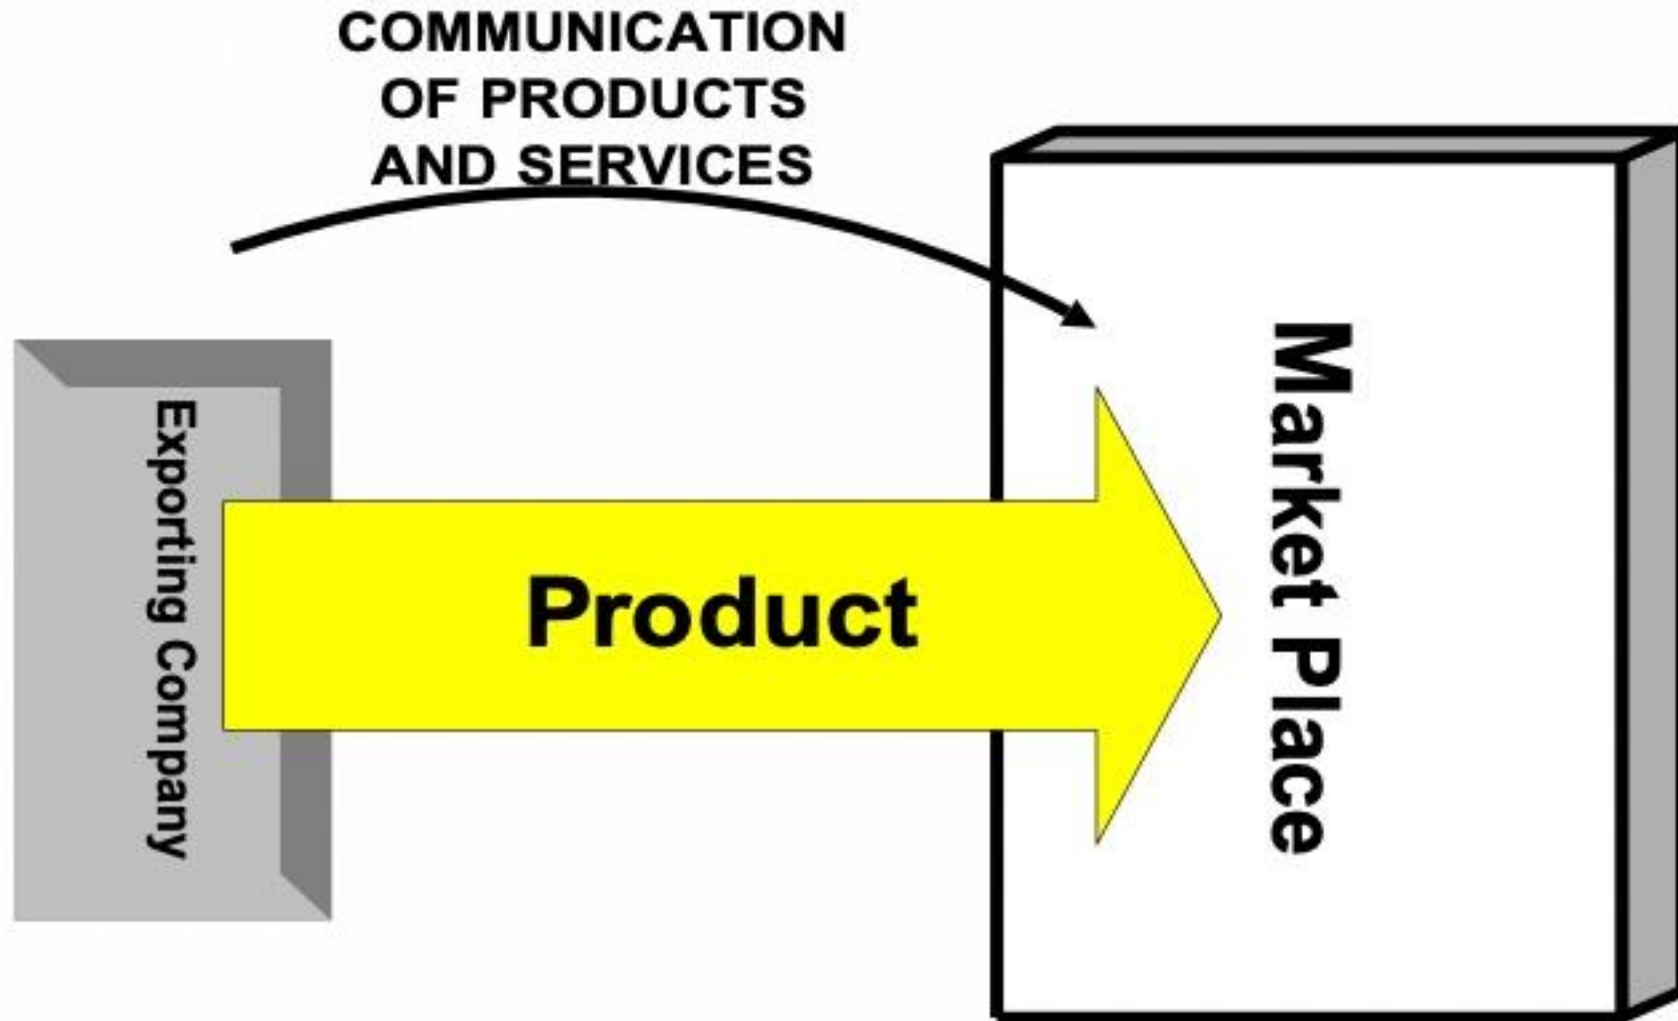 COMMUNICATION
OF PRODUCTS
AND SERVICES
Exporting Company
Product
Market Place